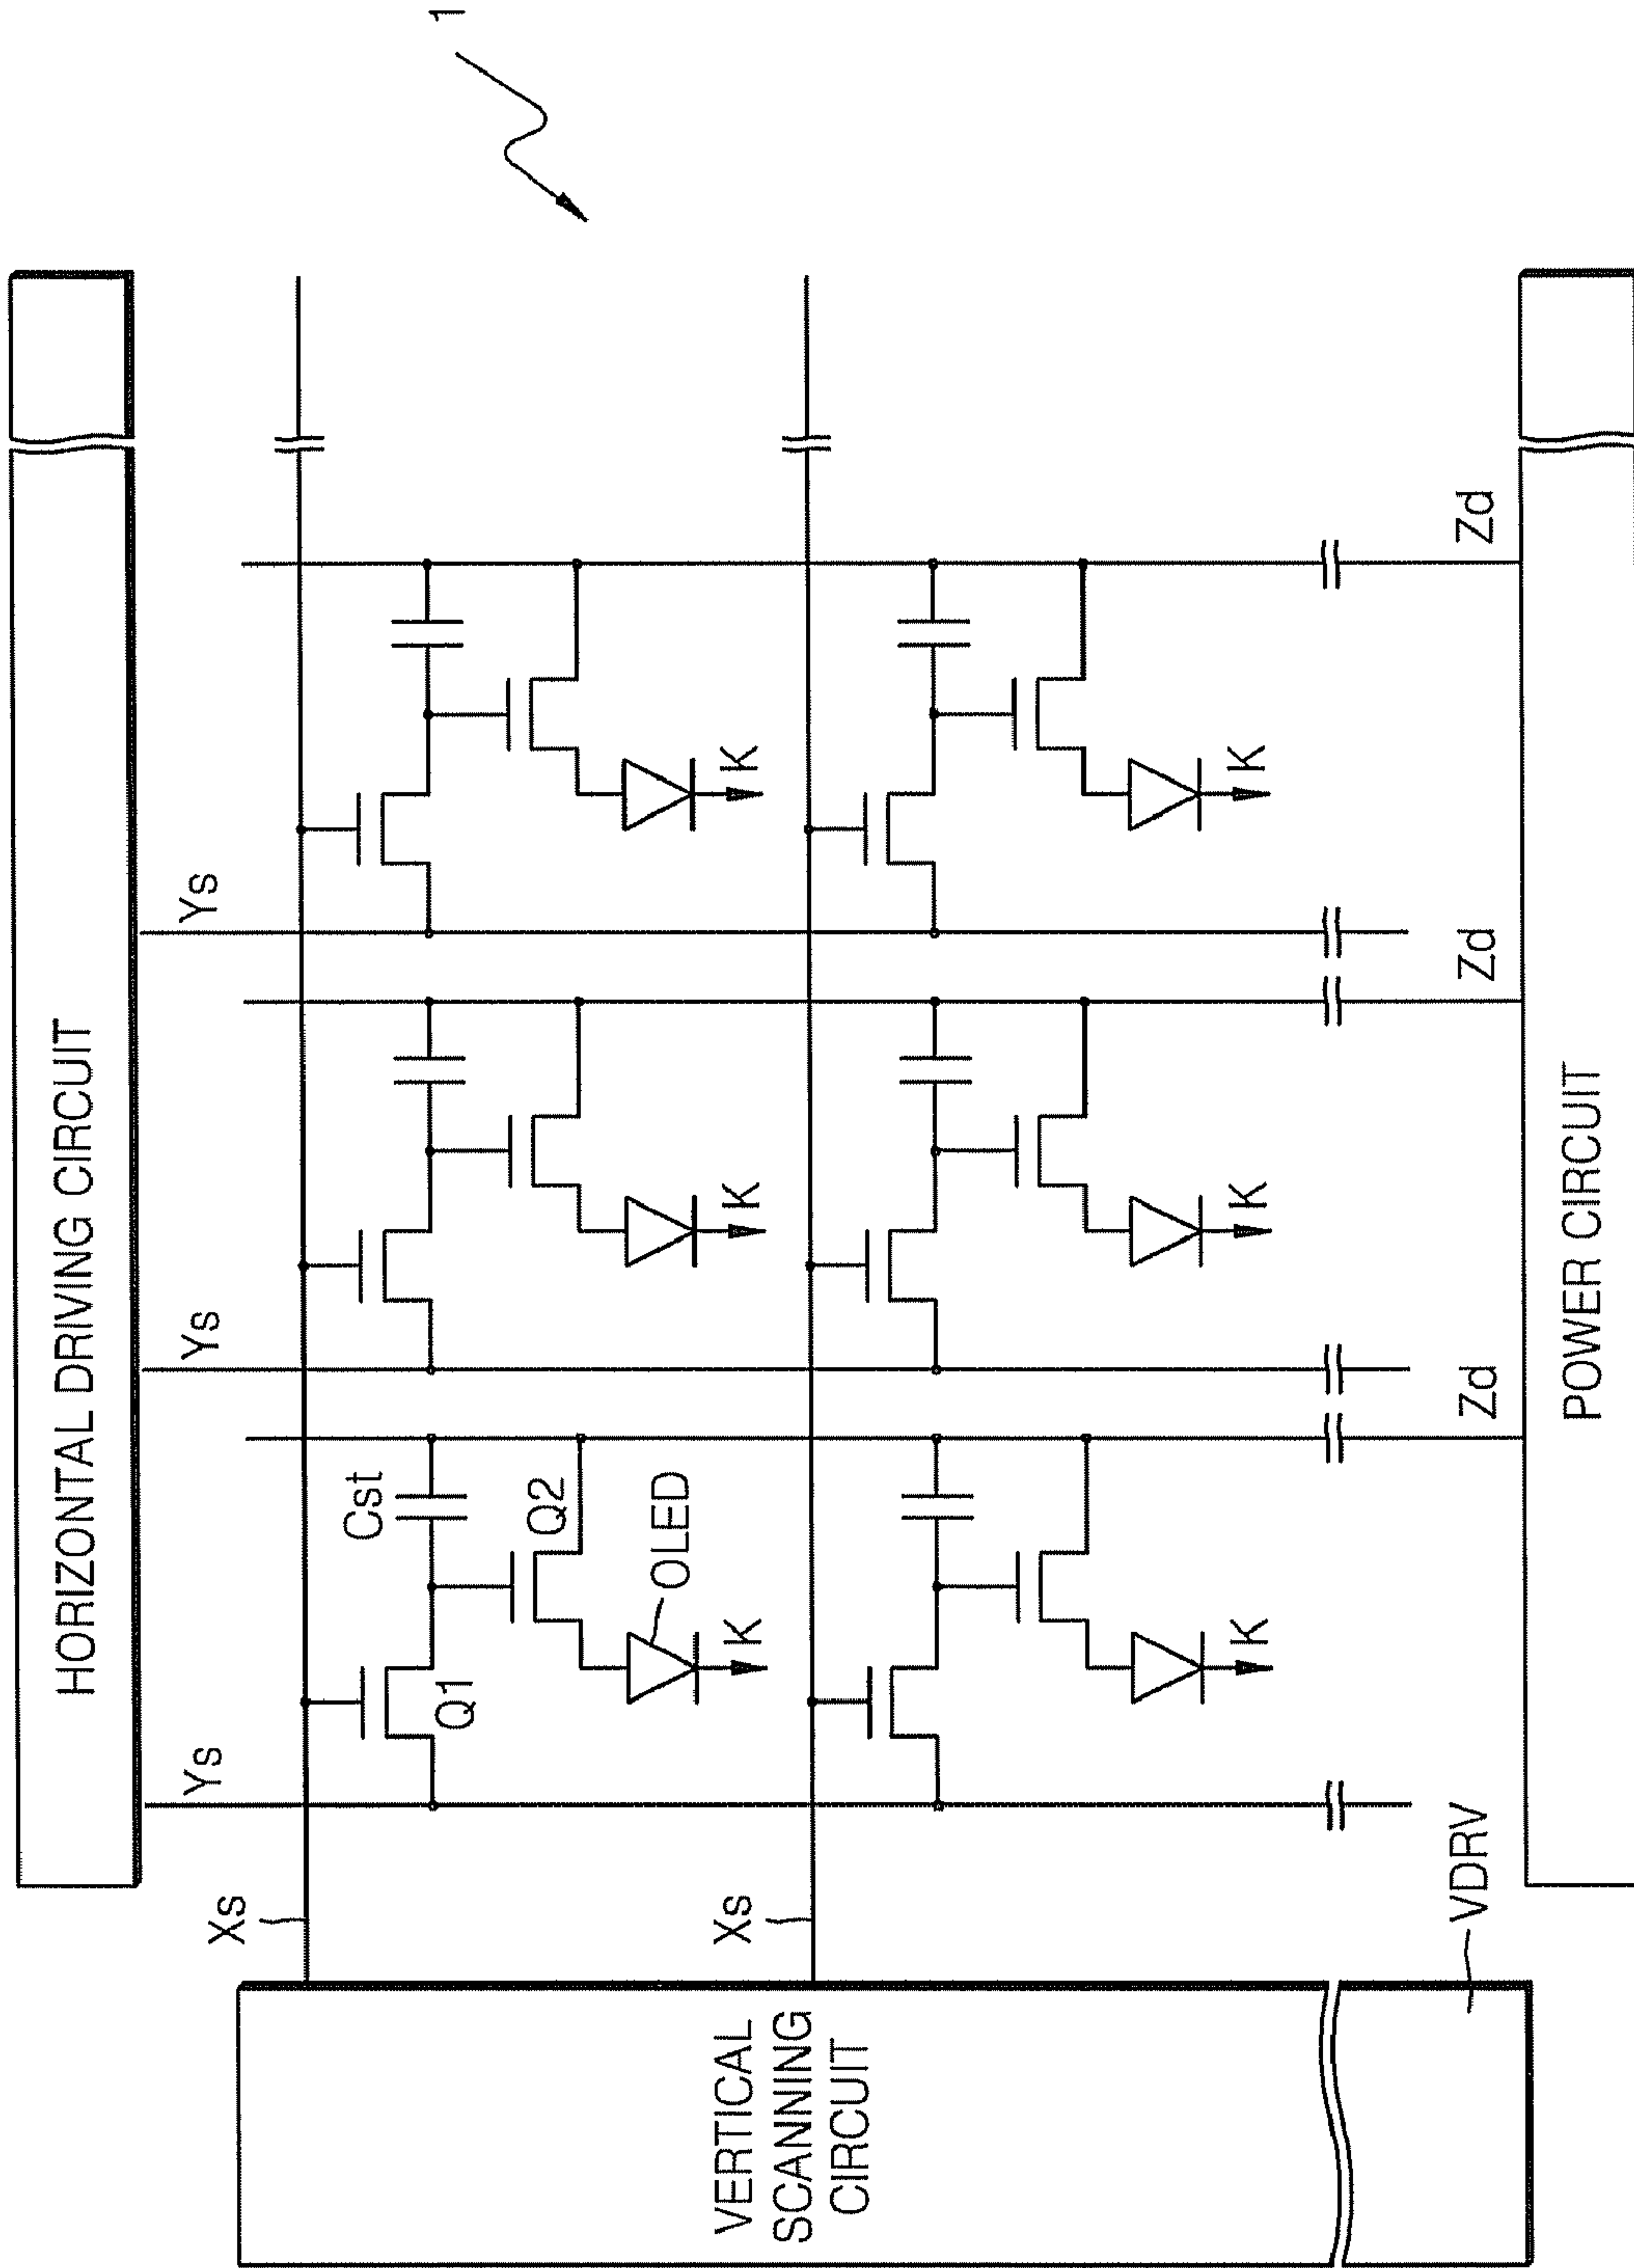 1
HORIZONTAL DRIVING CIRCUIT
Ys
Ys
Ys
Xs
Cst
Q1
Q2
OLED
K
K
K
Xs
K
K
K
VERTICAL
SCANNING
CIRCUIT
Zd
Zd
Zd
VDRV
POWER CIRCUIT